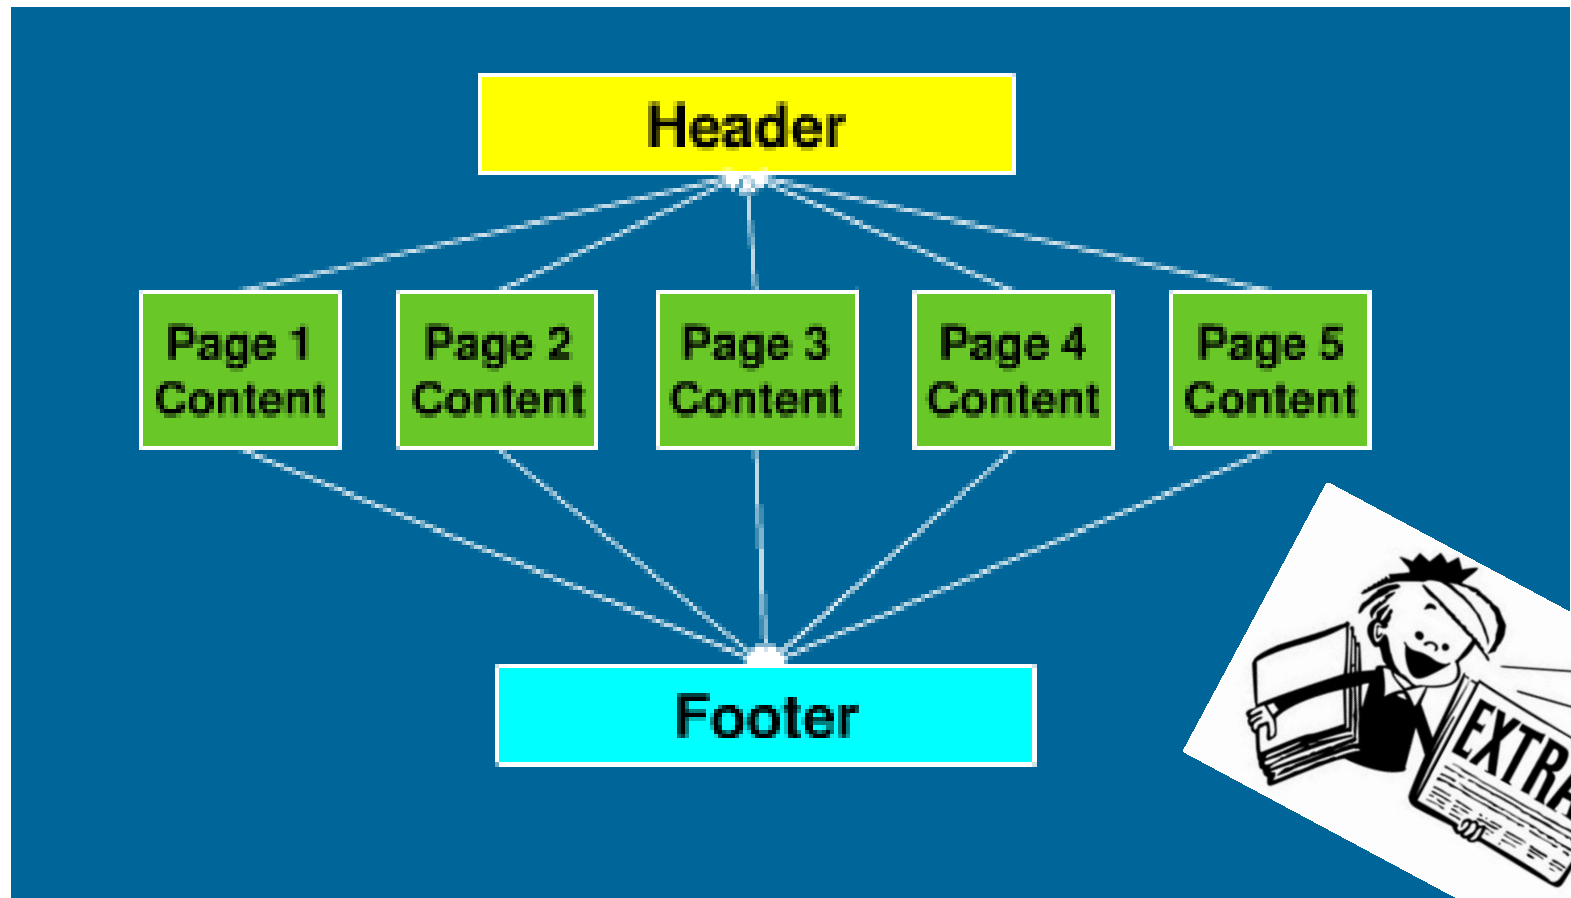 Header
Page 1
Content
Page 2
Content
Page 3
Content
Page 4
Content
Page 5
Content
Footer
EXTRA